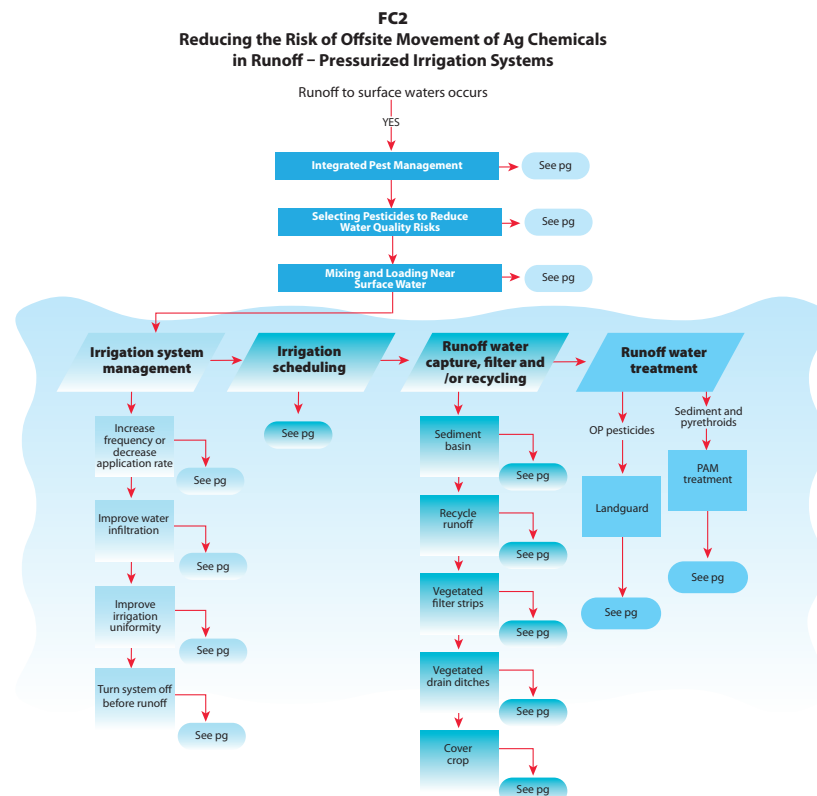 FC2
Reducing the Risk of Offsite Movement of Ag Chemicals
in Runoff – Pressurized Irrigation Systems
Runoff to surface waters occurs
YES
Integrated Pest Management
See pg
Selecting Pesticides to Reduce
Water Quality Risks
See pg
Mixing and Loading Near
Surface Water
See pg
Irrigation system
management
Irrigation
scheduling
Runoff water
capture, filter and
/or recycling
Runoff water
treatment
Increase
frequency or
decrease
application rate
See pg
Improve water
infiltration
See pg
Improve
irrigation
uniformity
See pg
Turn system off
before runoff
See pg
See pg
Sediment
basin
See pg
Recycle
runoff
See pg
Vegetated
filter strips
See pg
Vegetated
drain ditches
See pg
Cover
crop
See pg
OP pesticides
Landguard
See pg
Sediment and
pyrethroids
PAM
treatment
See pg